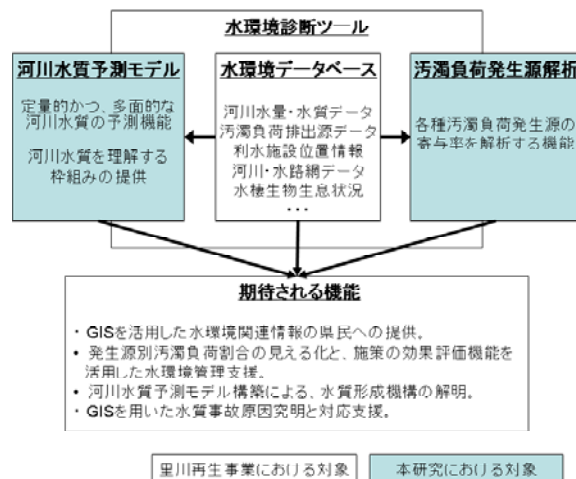 水環境診断ツール
河川水質予測モデル
定量的かつ、多面的な
河川水質の予測機能
河川水質を理解する
枠組みの提供
水環境データベース
河川水量・水質データ
汚濁負荷排出源データ
利水施設位置情報
河川・水路網データ
水棲生物生息状況
・・・
汚濁負荷発生源解析
各種汚濁負荷発生源の
寄与率を解析する機能
期待される機能
・GISを活用した水環境関連情報の県民への提供。
・発生源別汚濁負荷割合の見える化と、施策の効果評価機能を
活用した水環境管理支援。
・河川水質予測モデル構築による、水質形成機構の解明。
・GISを用いた水質事故原因究明と対応支援。
里川再生事業における対象
本研究における対象